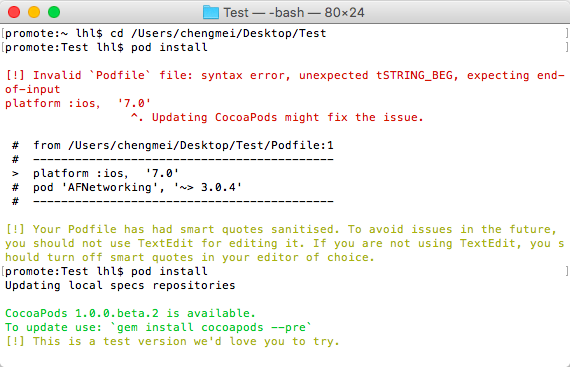 Test — -bash — 80×24
[promote:~ lhl$ cd /Users/chengmei/Desktop/Test ]
[promote:Test lhl$ pod install ]
[!] Invalid `Podfile` file: syntax error, unexpected tSTRING_BEG, expecting end-
of-input
platform :ios， '7.0'
^. Updating CocoaPods might fix the issue.
# from /Users/chengmei/Desktop/Test/Podfile:1
# -------------------------------------------
> platform :ios， '7.0'
# pod 'AFNetworking', '~> 3.0.4'
# -------------------------------------------
[!] Your Podfile has had smart quotes sanitised. To avoid issues in the future,
you should not use TextEdit for editing it. If you are not using TextEdit, you s
hould turn off smart quotes in your editor of choice.
[promote:Test lhl$ pod install ]
Updating local specs repositories
CocoaPods 1.0.0.beta.2 is available.
To update use: `gem install cocoapods --pre`
[!] This is a test version we'd love you to try.